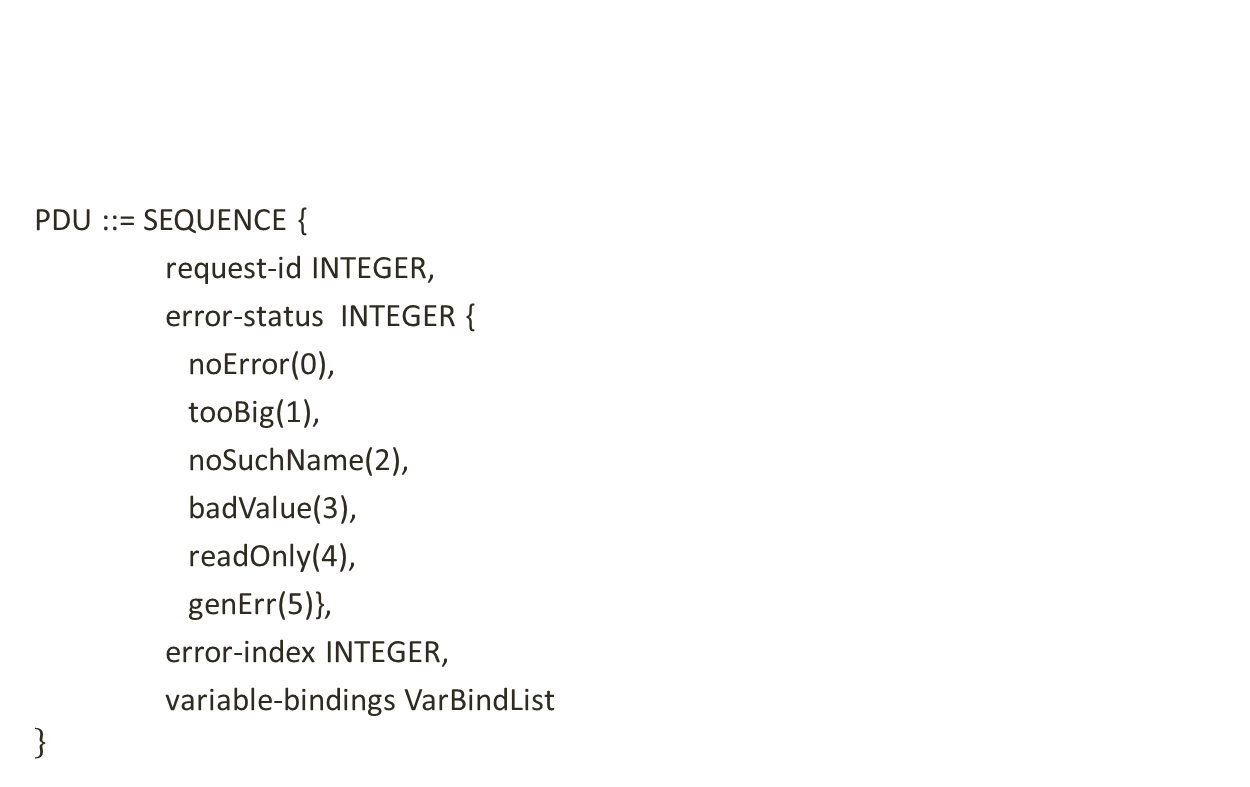 PDU ::= SEQUENCE {
request-id INTEGER,
error-status INTEGER {
noError(0),
tooBig(1),
noSuchName(2),
badValue(3),
readOnly(4),
genErr(5)},
error-index INTEGER,
variable-bindings VarBindList
}